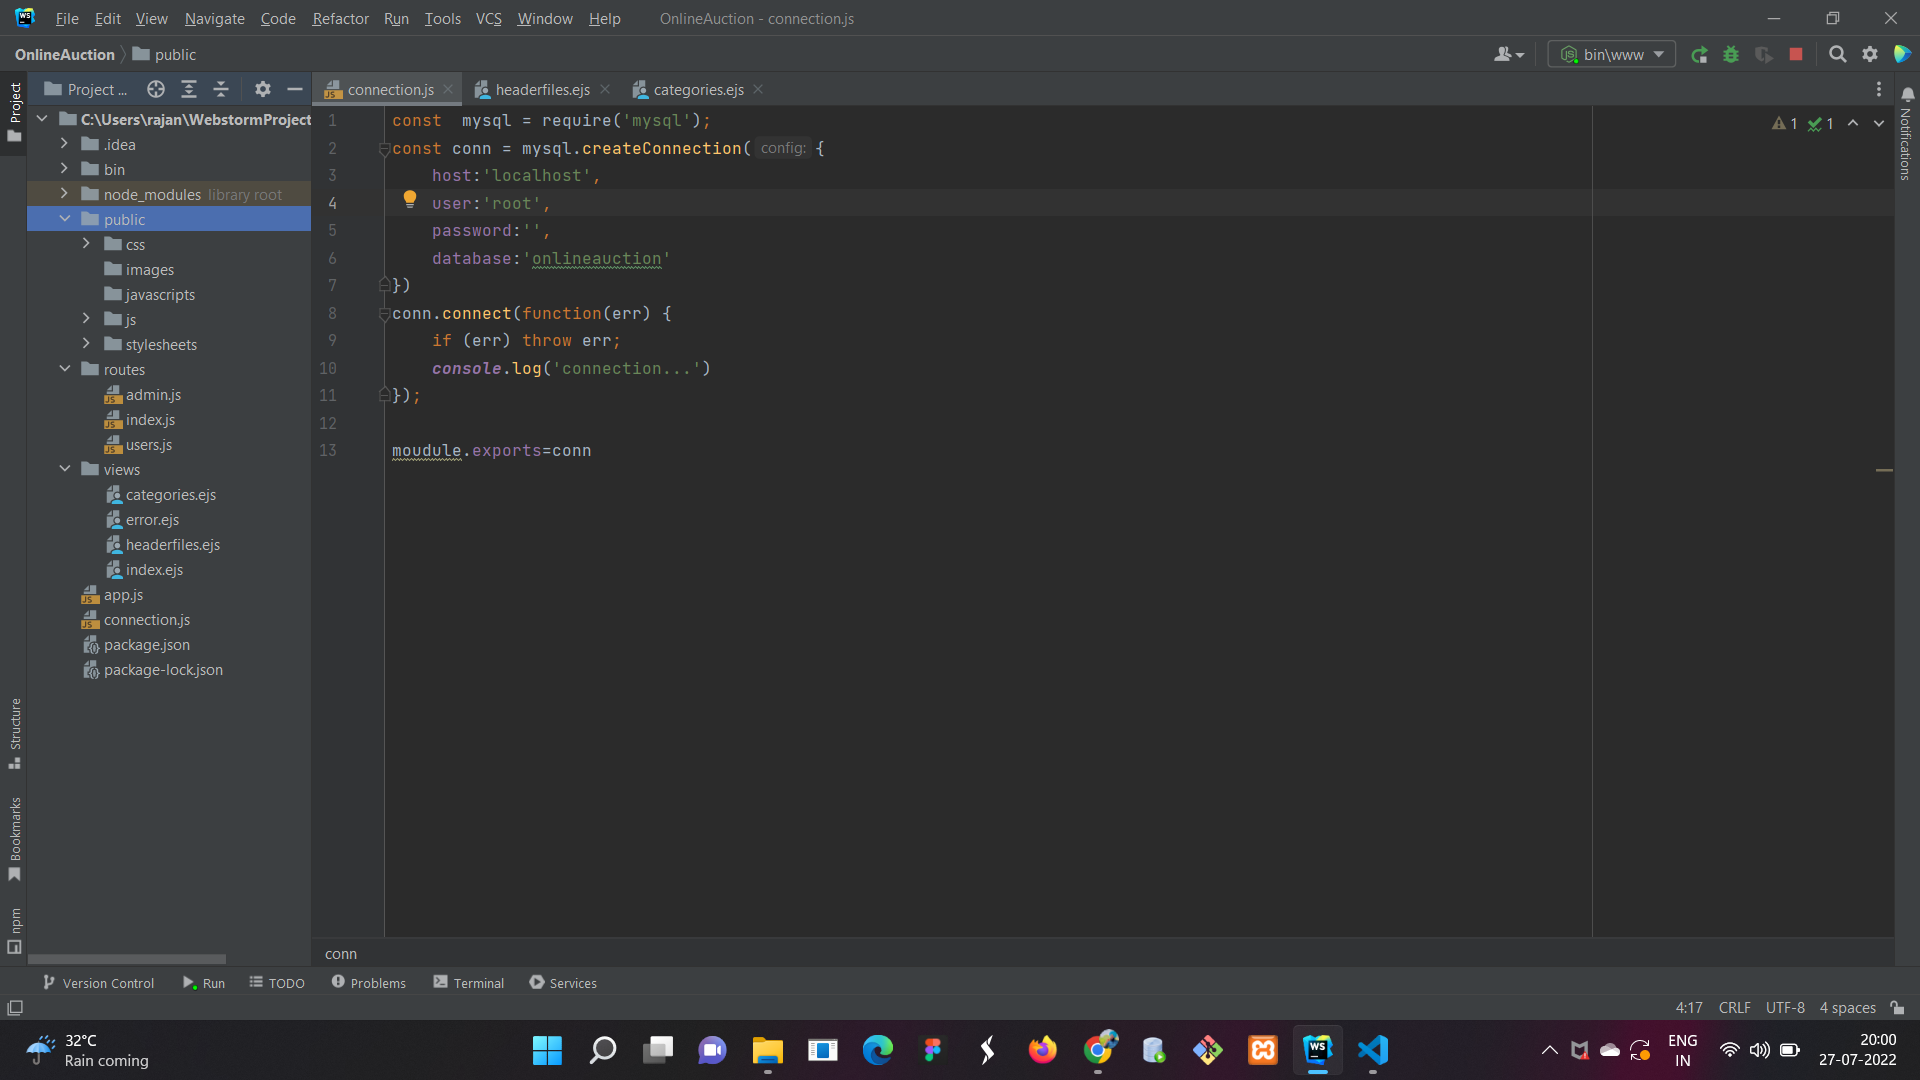 File Edit View Navigate Code Refactor Run Tools VCS Window Help OnlineAuction - connection.js
OnlineAuction public bin\www
Project ... connection.js headerfiles.ejs categories.ejs
Project
C:\Users\rajan\WebstormProject
.idea
bin
node_modules library root
public
css
images
javascripts
js
stylesheets
routes
admin.js
index.js
users.js
views
categories.ejs
error.ejs
headerfiles.ejs
index.ejs
app.js
connection.js
package.json
package-lock.json
Structure
Bookmarks
npm
1 const  mysql = require('mysql');
2 const conn = mysql.createConnection( config: {
3 host:'localhost',
4 user:'root',
5 password:'',
6 database:'onlineauction'
7 })
8 conn.connect(function(err) {
9 if (err) throw err;
10 console.log('connection...')
11 });
12
13 moudule.exports=conn
1 1
Notifications
conn
Version Control Run TODO Problems Terminal Services
4:17 CRLF UTF-8 4 spaces
32°C
Rain coming
WS
ENG
IN
20:00
27-07-2022